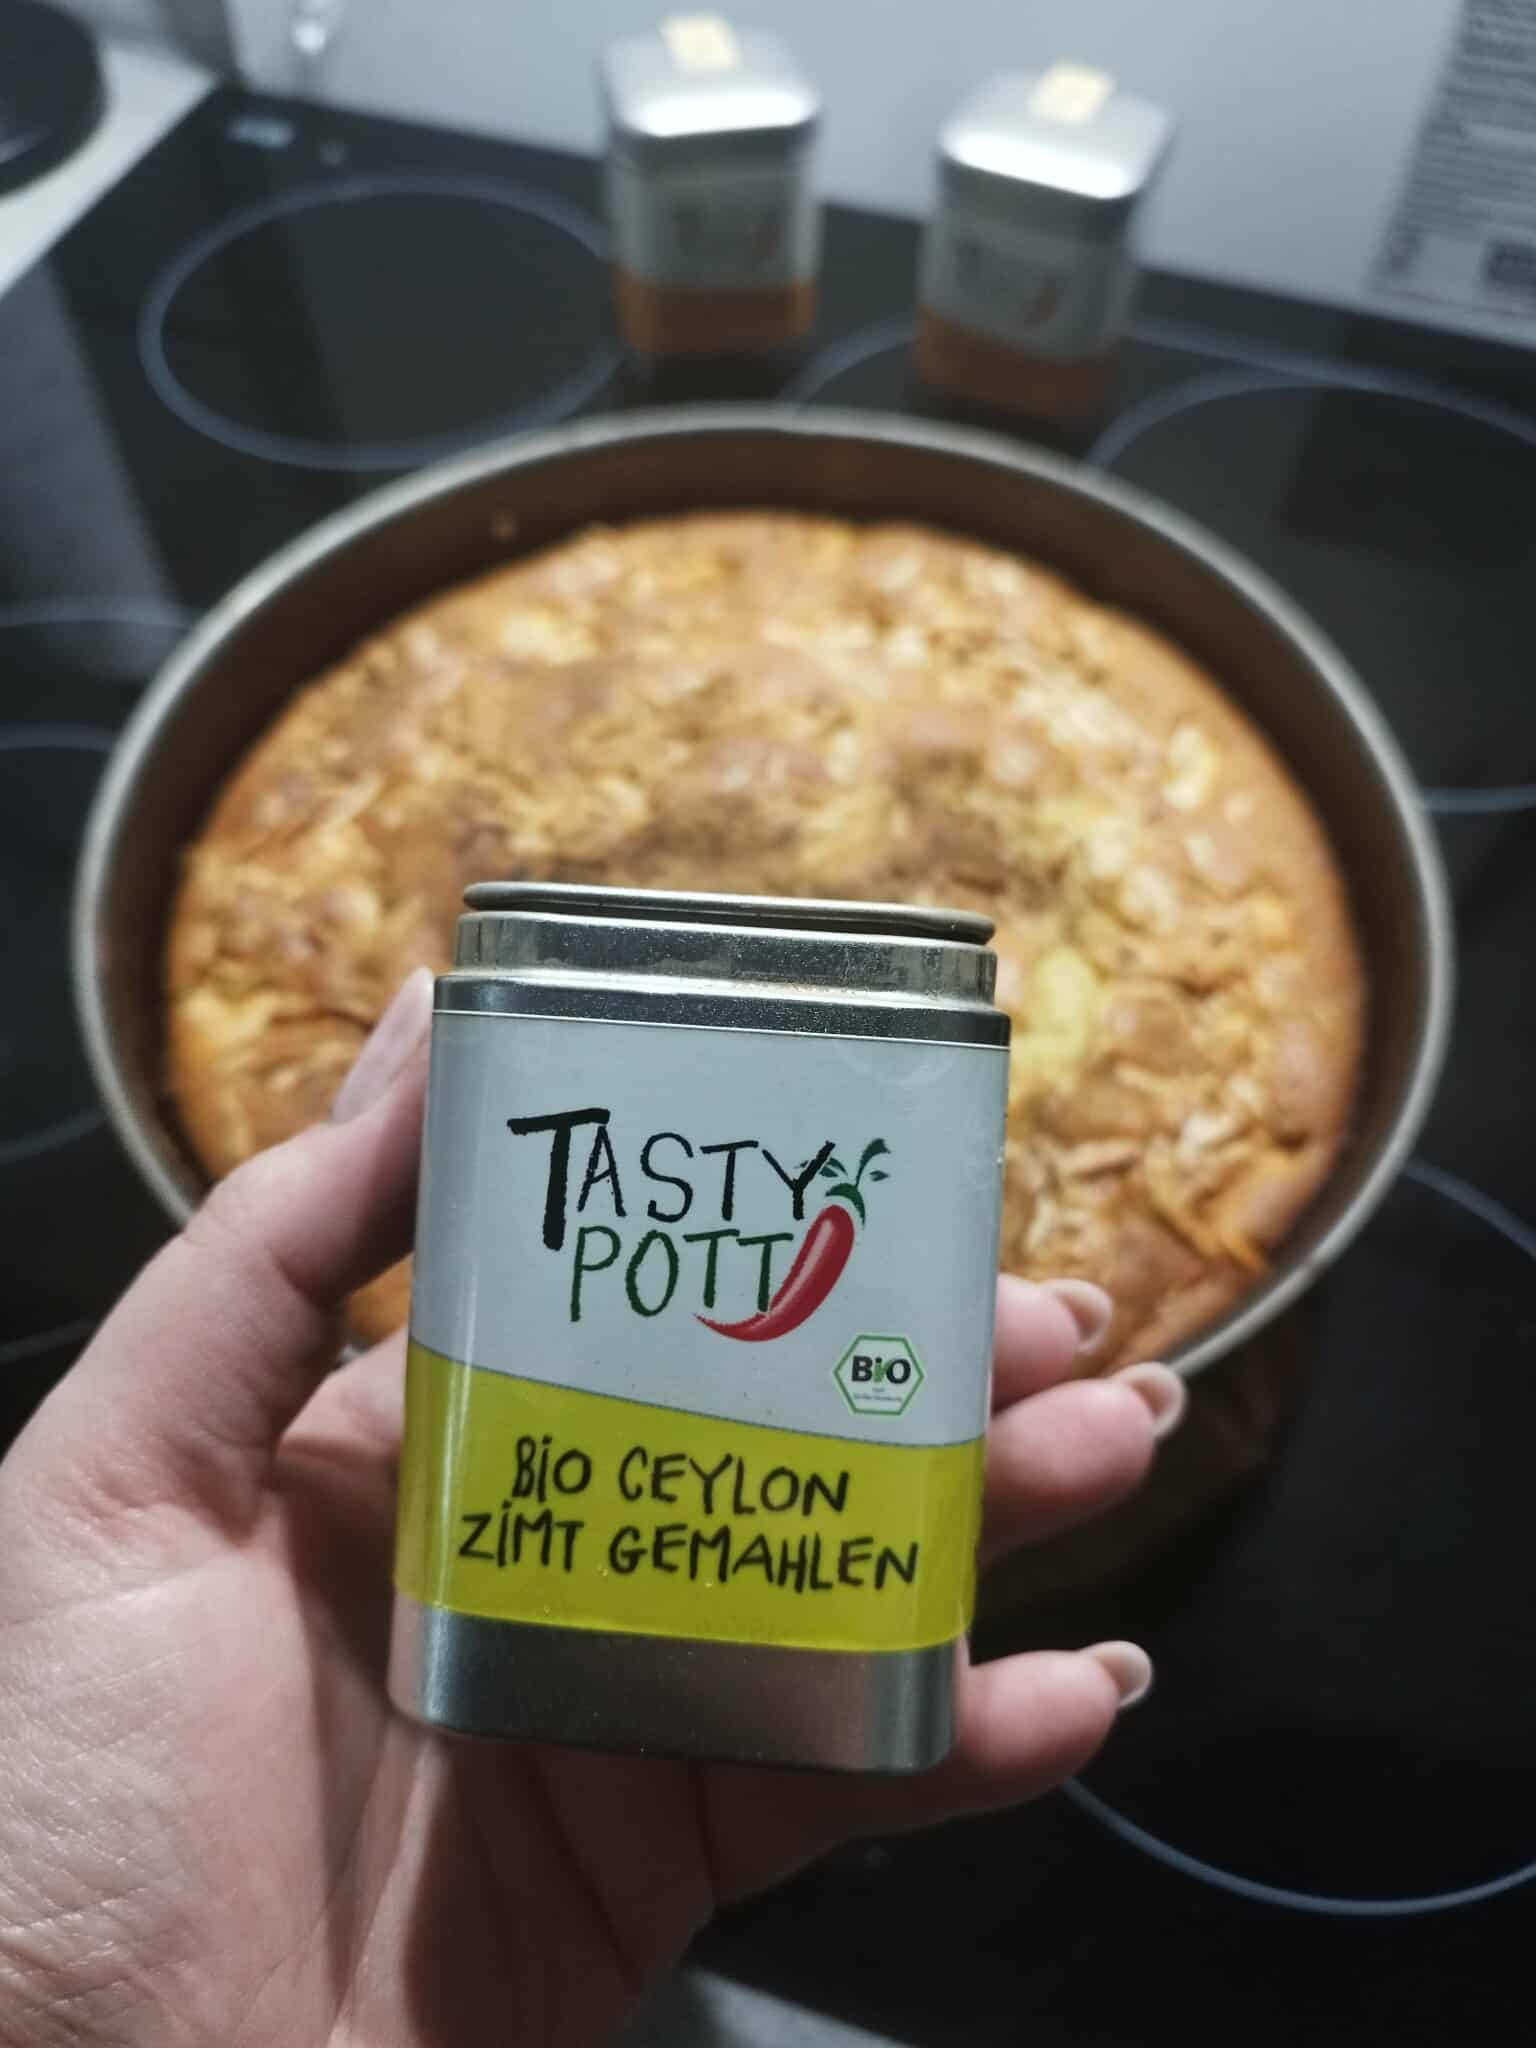 TASTY
POTT
BiO
BiO CEYLON
ZiMT GEMAHLEN